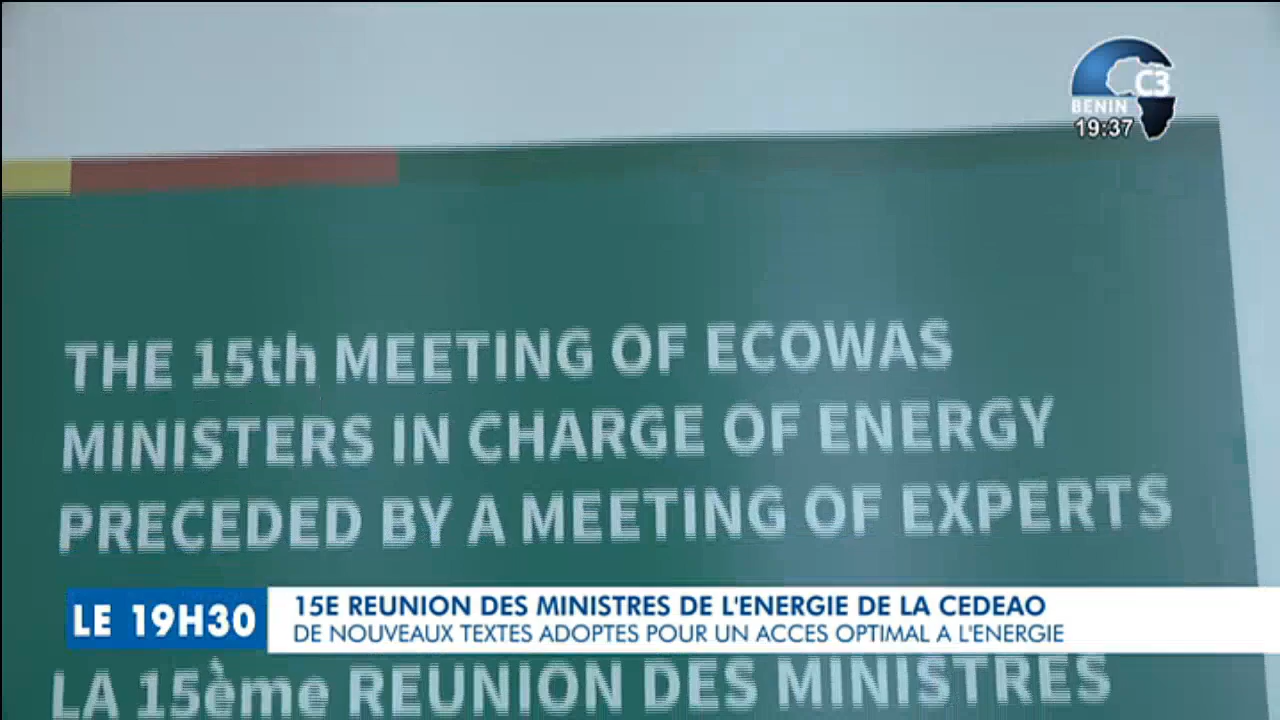 C3
BENIN
19:37
THE 15th MEETING OF ECOWAS
MINISTERS IN CHARGE OF ENERGY
PRECEDED BY A MEETING OF EXPERTS
LE 19H30
15E REUNION DES MINISTRES DE L'ENERGIE DE LA CEDEAO
DE NOUVEAUX TEXTES ADOPTES POUR UN ACCES OPTIMAL A L'ENERGIE
LA 15ème REUNION DES MINISTRES